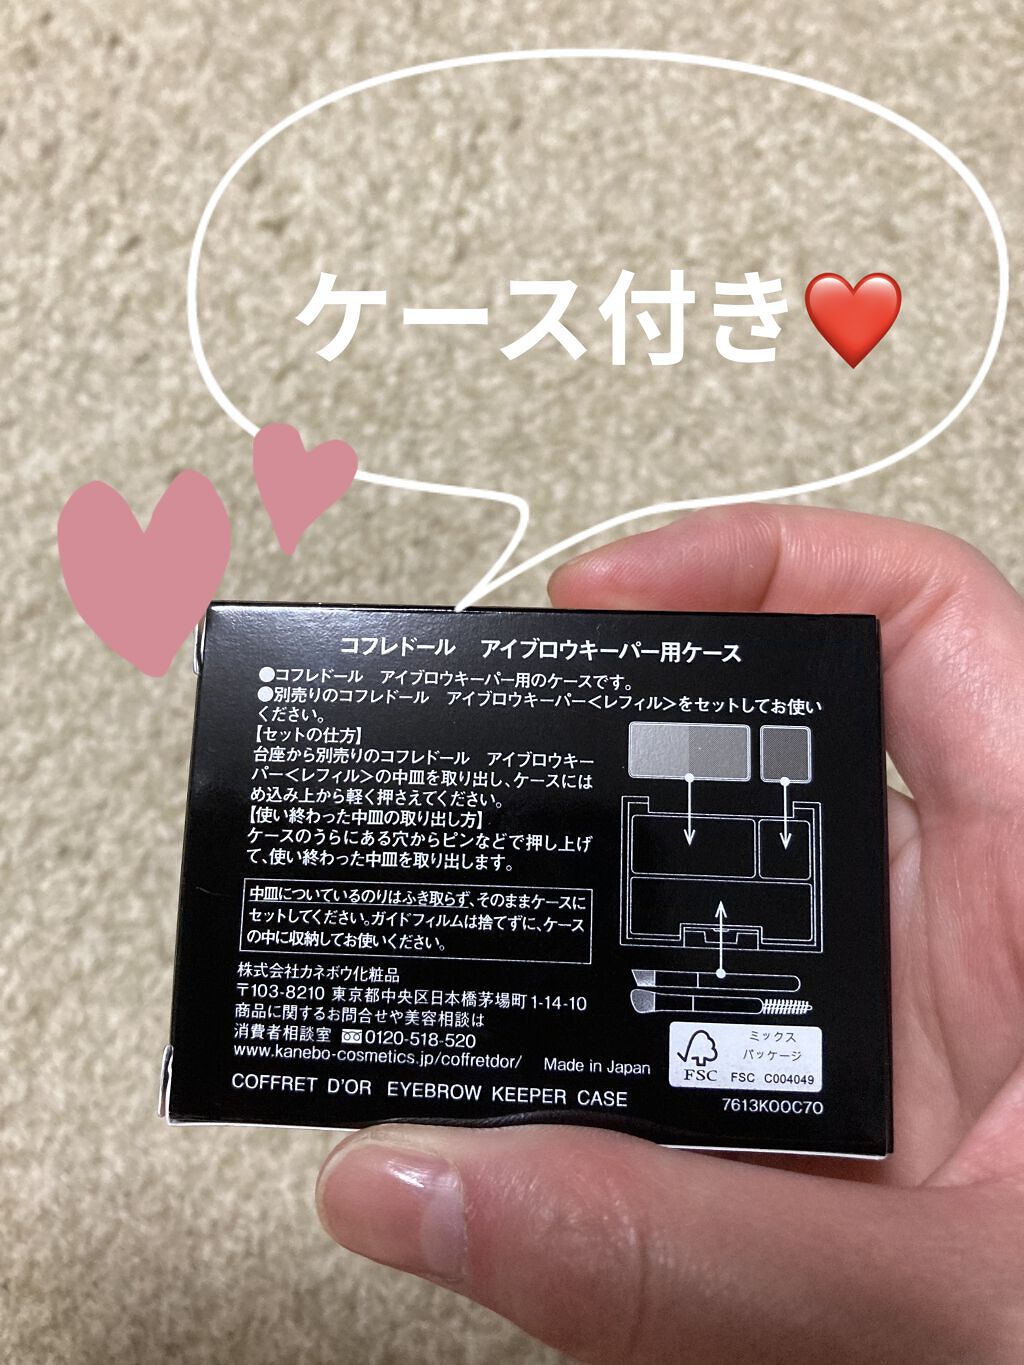 ケース付き❤️
コフレドール　アイブロウキーパー用ケース
●コフレドール　アイブロウキーパー用のケースです。
●別売りのコフレドール　アイブロウキーパー<レフィル>をセットしてお使い
ください。
【セットの仕方】
台座から別売りのコフレドール　アイブロウキー
パー<レフィル>の中皿を取り出し、ケースには
め込み上から軽く押さえてください。
【使い終わった中皿の取り出し方】
ケースのうらにある穴からピンなどで押し上げ
て、使い終わった中皿を取り出します。
中皿についているのりはふき取らず、そのままケースに
セットしてください。ガイドフィルムは捨てずに、ケース
の中に収納してお使いください。
株式会社カネボウ化粧品
〒103-8210 東京都中央区日本橋茅場町1-14-10
商品に関するお問合せや美容相談は
消費者相談室 0120-518-520
www.kanebo-cosmetics.jp/coffretdor/　Made in Japan
COFFRET D'OR EYEBROW KEEPER CASE
ミックス
パッケージ
FSC
FSC C004049
7613K00C70